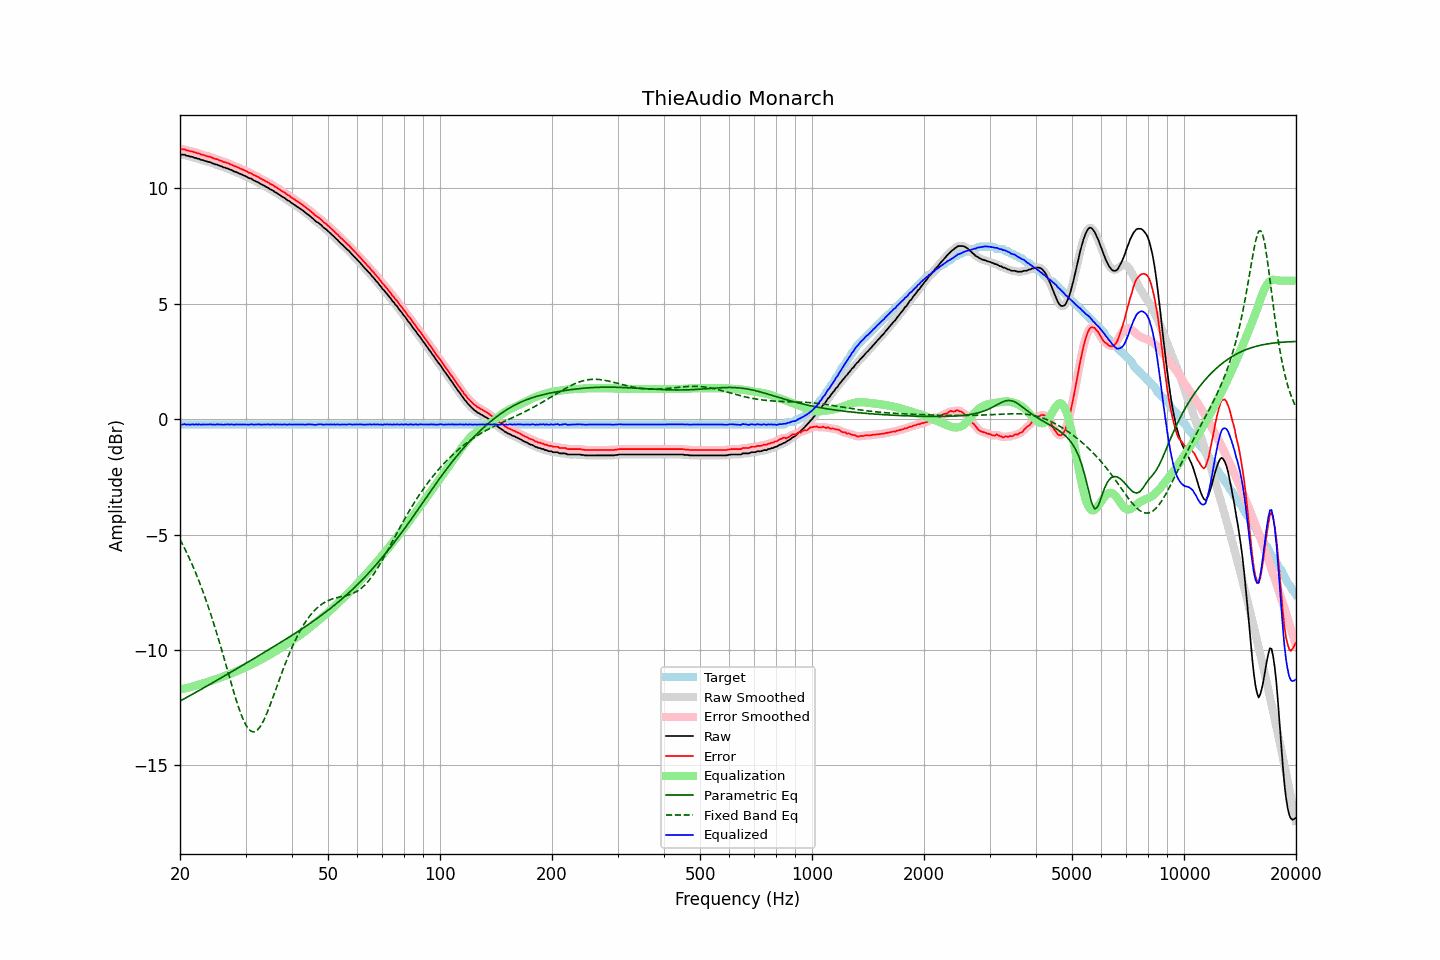 ThieAudio Monarch
Amplitude (dBr)
10
5
0
−5
−10
−15
Target
Raw Smoothed
Error Smoothed
Raw
Error
Equalization
Parametric Eq
Fixed Band Eq
Equalized
20 50 100 200 500 1000 2000 5000 10000 20000
Frequency (Hz)